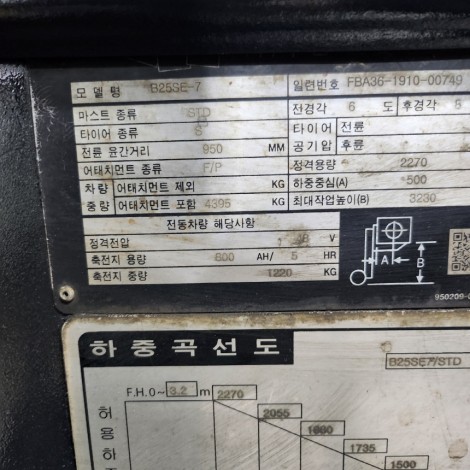 모델명 B25SE-7 일련번호 FBA36-1910-00749
마스트 종류 STD 전경각 6 도 후경각 8
타이어 종류 S 타이어 전륜
전륜 윤간거리 950 MM 공기압 후륜
어태치먼트 종류 F/P 정격용량 2270
차량 어태치먼트 제외 KG 하중중심(A) 500
중량 어태치먼트 포함 4395 KG 최대작업높이(B) 3230
전동차량 해당사항
정격전압 48 V
축전지 용량 600 AH/ 5 HR
축전지 중량 1220 KG
A
B
950209-
하중곡선도
B25SE7/STD
F.H.0~ 3.2 m 2270
2055
1735
1500
허용하